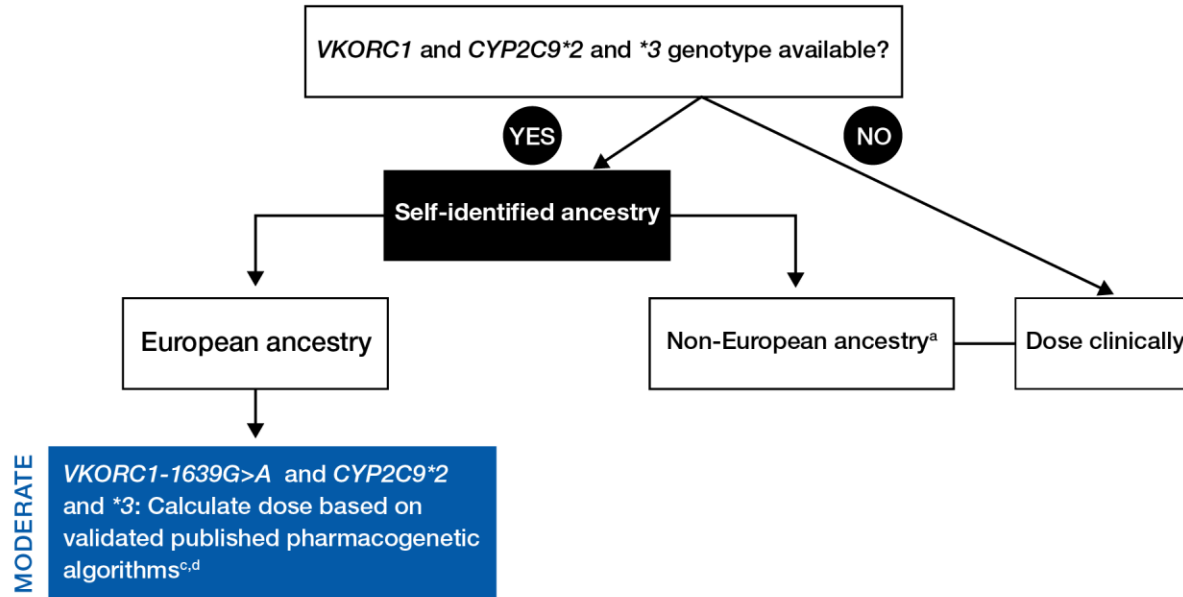 VKORC1 and CYP2C9*2 and *3 genotype available?
YES
NO
Self-identified ancestry
European ancestry
Non-European ancestryᵃ
Dose clinically
MODERATE
VKORC1-1639G>A and CYP2C9*2
and *3: Calculate dose based on
validated published pharmacogenetic
algorithmsᶜ,ᵈ